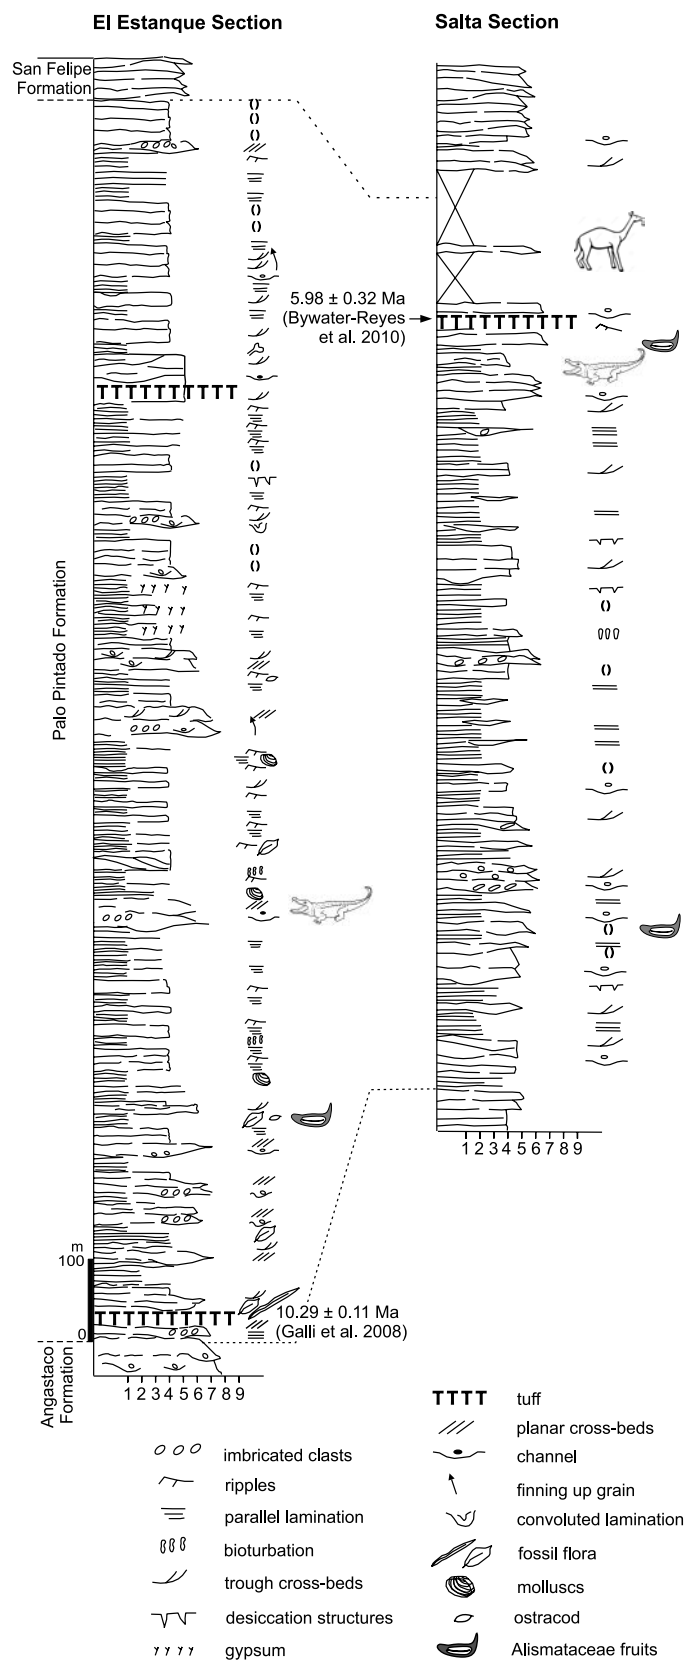 El Estanque Section
Salta Section
San Felipe
Formation
5.98 ± 0.32 Ma
(Bywater-Reyes
et al. 2010)
TTTTTTTTTT
TTTTTTTTTT
Palo Pintado Formation
1 2 3 4 5 6 7 8 9
m
100
0
10.29 ± 0.11 Ma
(Galli et al. 2008)
TTTTTTTTTT
Angastaco
Formation
1 2 3 4 5 6 7 8 9
TTTT tuff
planar cross-beds
imbricated clasts
channel
ripples
finning up grain
parallel lamination
convoluted lamination
bioturbation
fossil flora
trough cross-beds
molluscs
desiccation structures
ostracod
gypsum
Alismataceae fruits